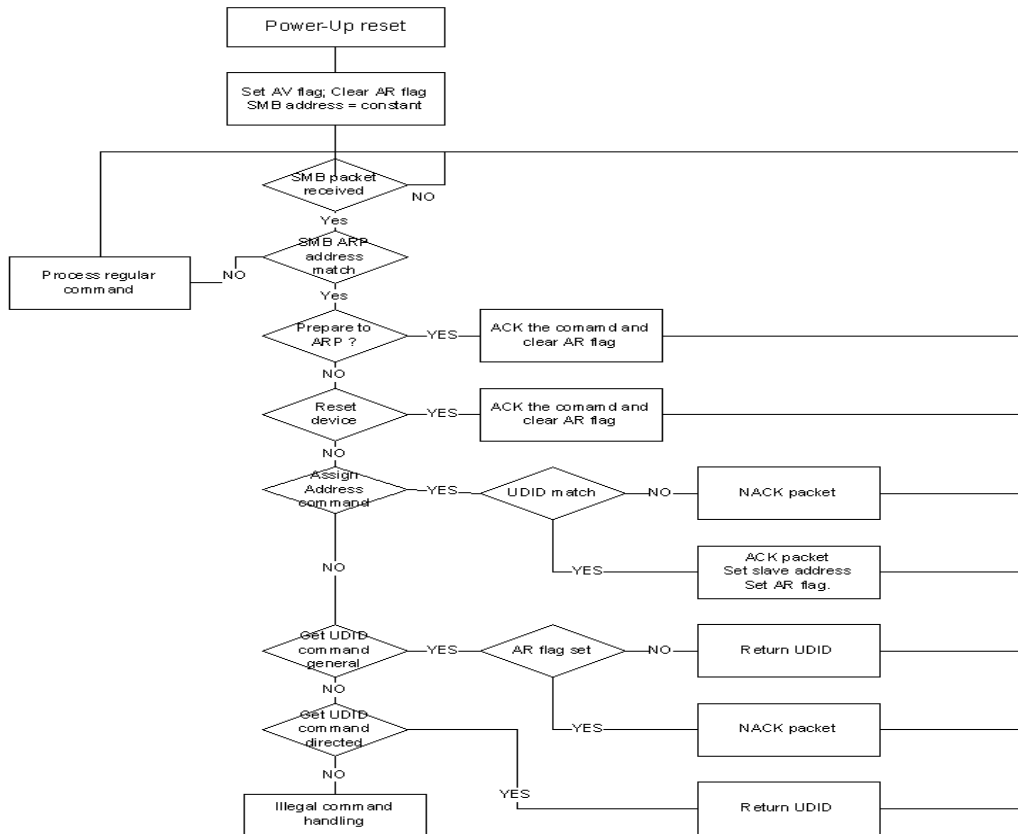 Power-Up reset
Set AV flag; Clear AR flag
SMB address = constant
SMB packet
received
NO
Yes
SMB ARP
address
match
NO
Process regular
command
Yes
Prepare to
ARP ?
YES
ACK the comamd and
clear AR flag
NO
Reset
device
YES
ACK the comamd and
clear AR flag
NO
Assign
Address
command
YES
UDID match
NO
NACK packet
YES
ACK packet
Set slave address
Set AR flag.
NO
Get UDID
command
general
YES
AR flag set
NO
Return UDID
YES
NACK packet
NO
Get UDID
command
directed
YES
Return UDID
NO
Illegal command
handling